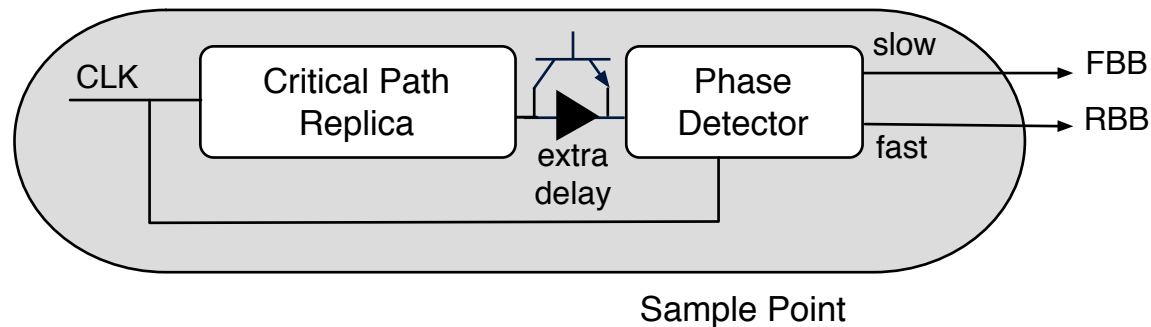 CLK
Critical Path
Replica
extra
delay
Phase
Detector
slow
fast
FBB
RBB
Sample Point